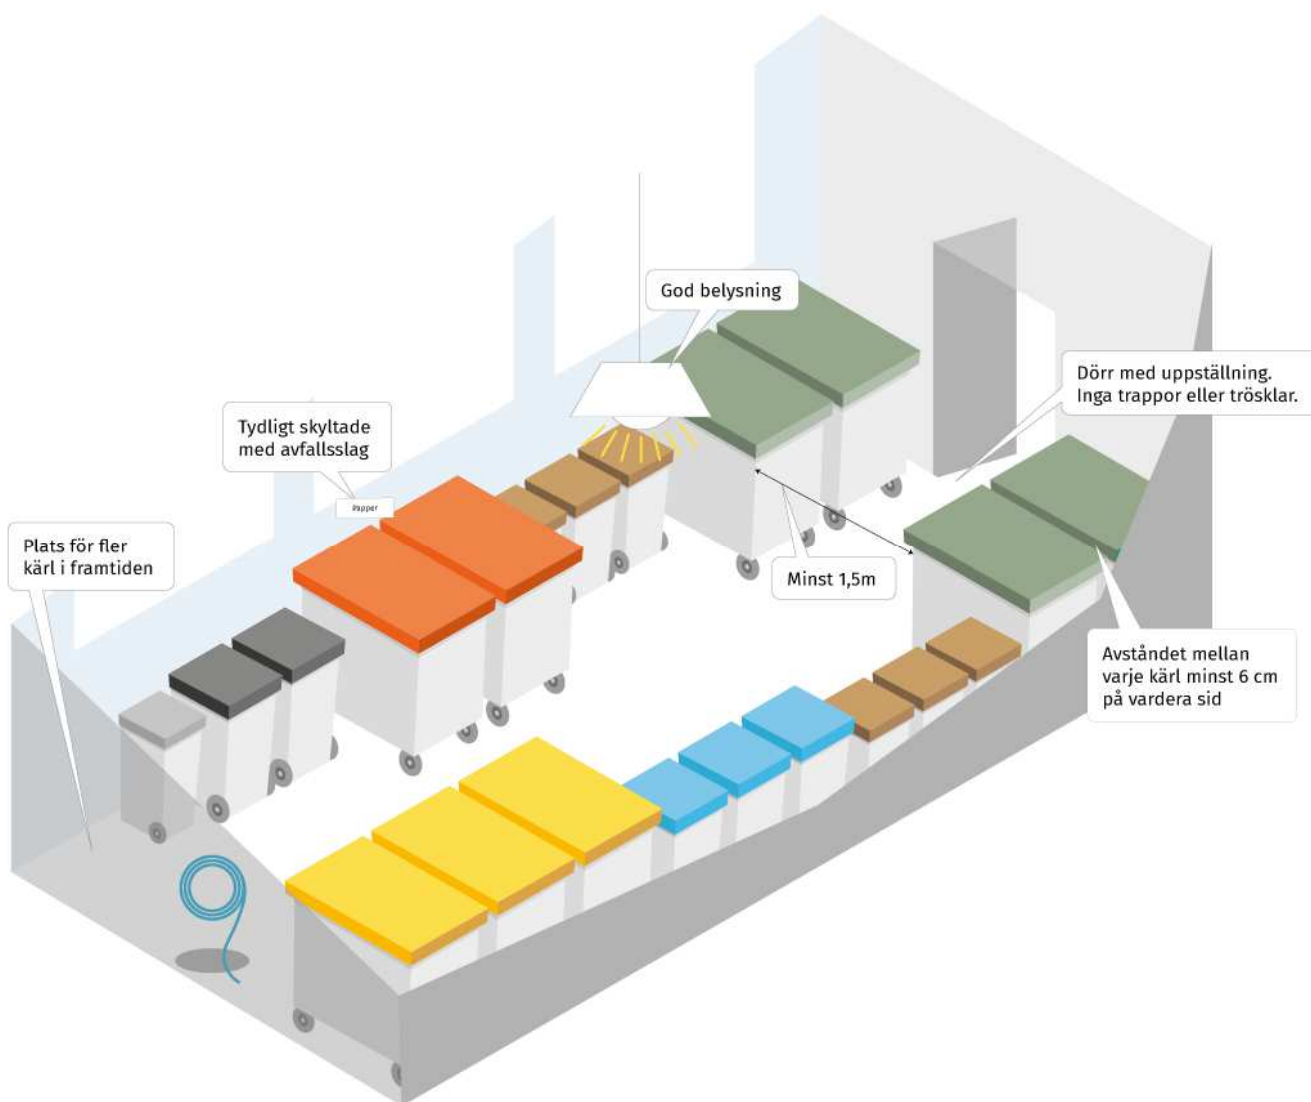 God belysning
Dörr med uppställning.
Inga trappor eller trösklar.
Tydligt skyltade
med avfallsslag
Papper
Plats för fler
kärl i framtiden
Minst 1,5m
Avståndet mellan
varje kärl minst 6 cm
på vardera sid